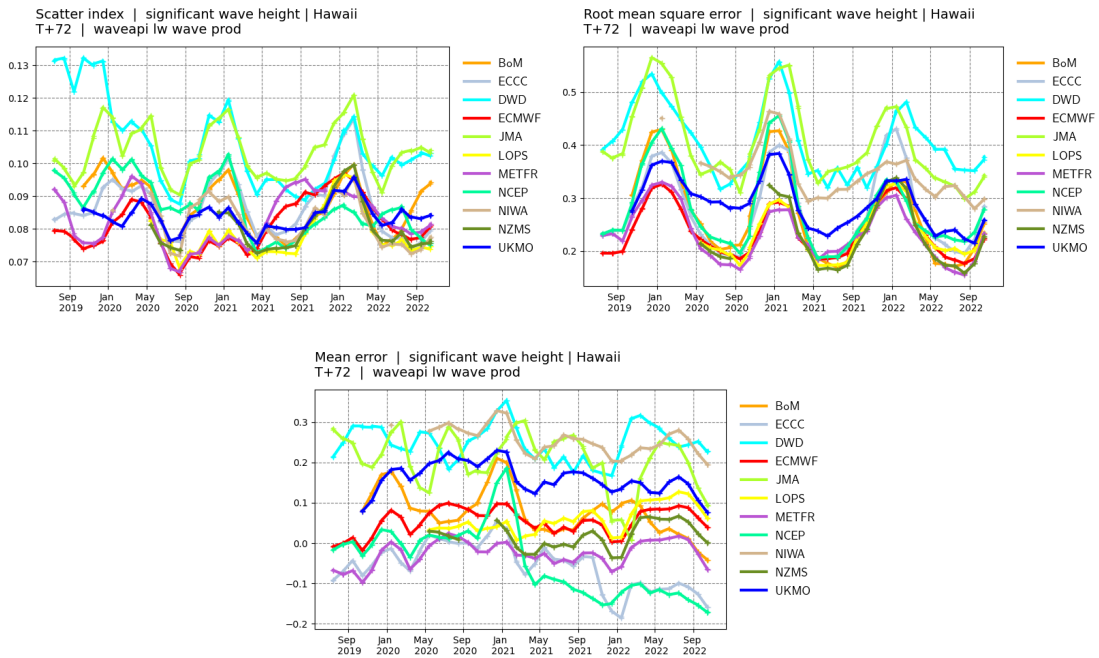 Scatter index | significant wave height | Hawaii
T+72 | waveapi lw wave prod
0.13
0.12
0.11
0.10
0.09
0.08
0.07
Sep
2019
Jan
2020
May
2020
Sep
2020
Jan
2021
May
2021
Sep
2021
Jan
2022
May
2022
Sep
2022
BoM
ECCC
DWD
ECMWF
JMA
LOPS
METFR
NCEP
NIWA
NZMS
UKMO
Root mean square error | significant wave height | Hawaii
T+72 | waveapi lw wave prod
0.5
0.4
0.3
0.2
Sep
2019
Jan
2020
May
2020
Sep
2020
Jan
2021
May
2021
Sep
2021
Jan
2022
May
2022
Sep
2022
BoM
ECCC
DWD
ECMWF
JMA
LOPS
METFR
NCEP
NIWA
NZMS
UKMO
Mean error | significant wave height | Hawaii
T+72 | waveapi lw wave prod
0.3
0.2
0.1
0.0
−0.1
−0.2
Sep
2019
Jan
2020
May
2020
Sep
2020
Jan
2021
May
2021
Sep
2021
Jan
2022
May
2022
Sep
2022
BoM
ECCC
DWD
ECMWF
JMA
LOPS
METFR
NCEP
NIWA
NZMS
UKMO